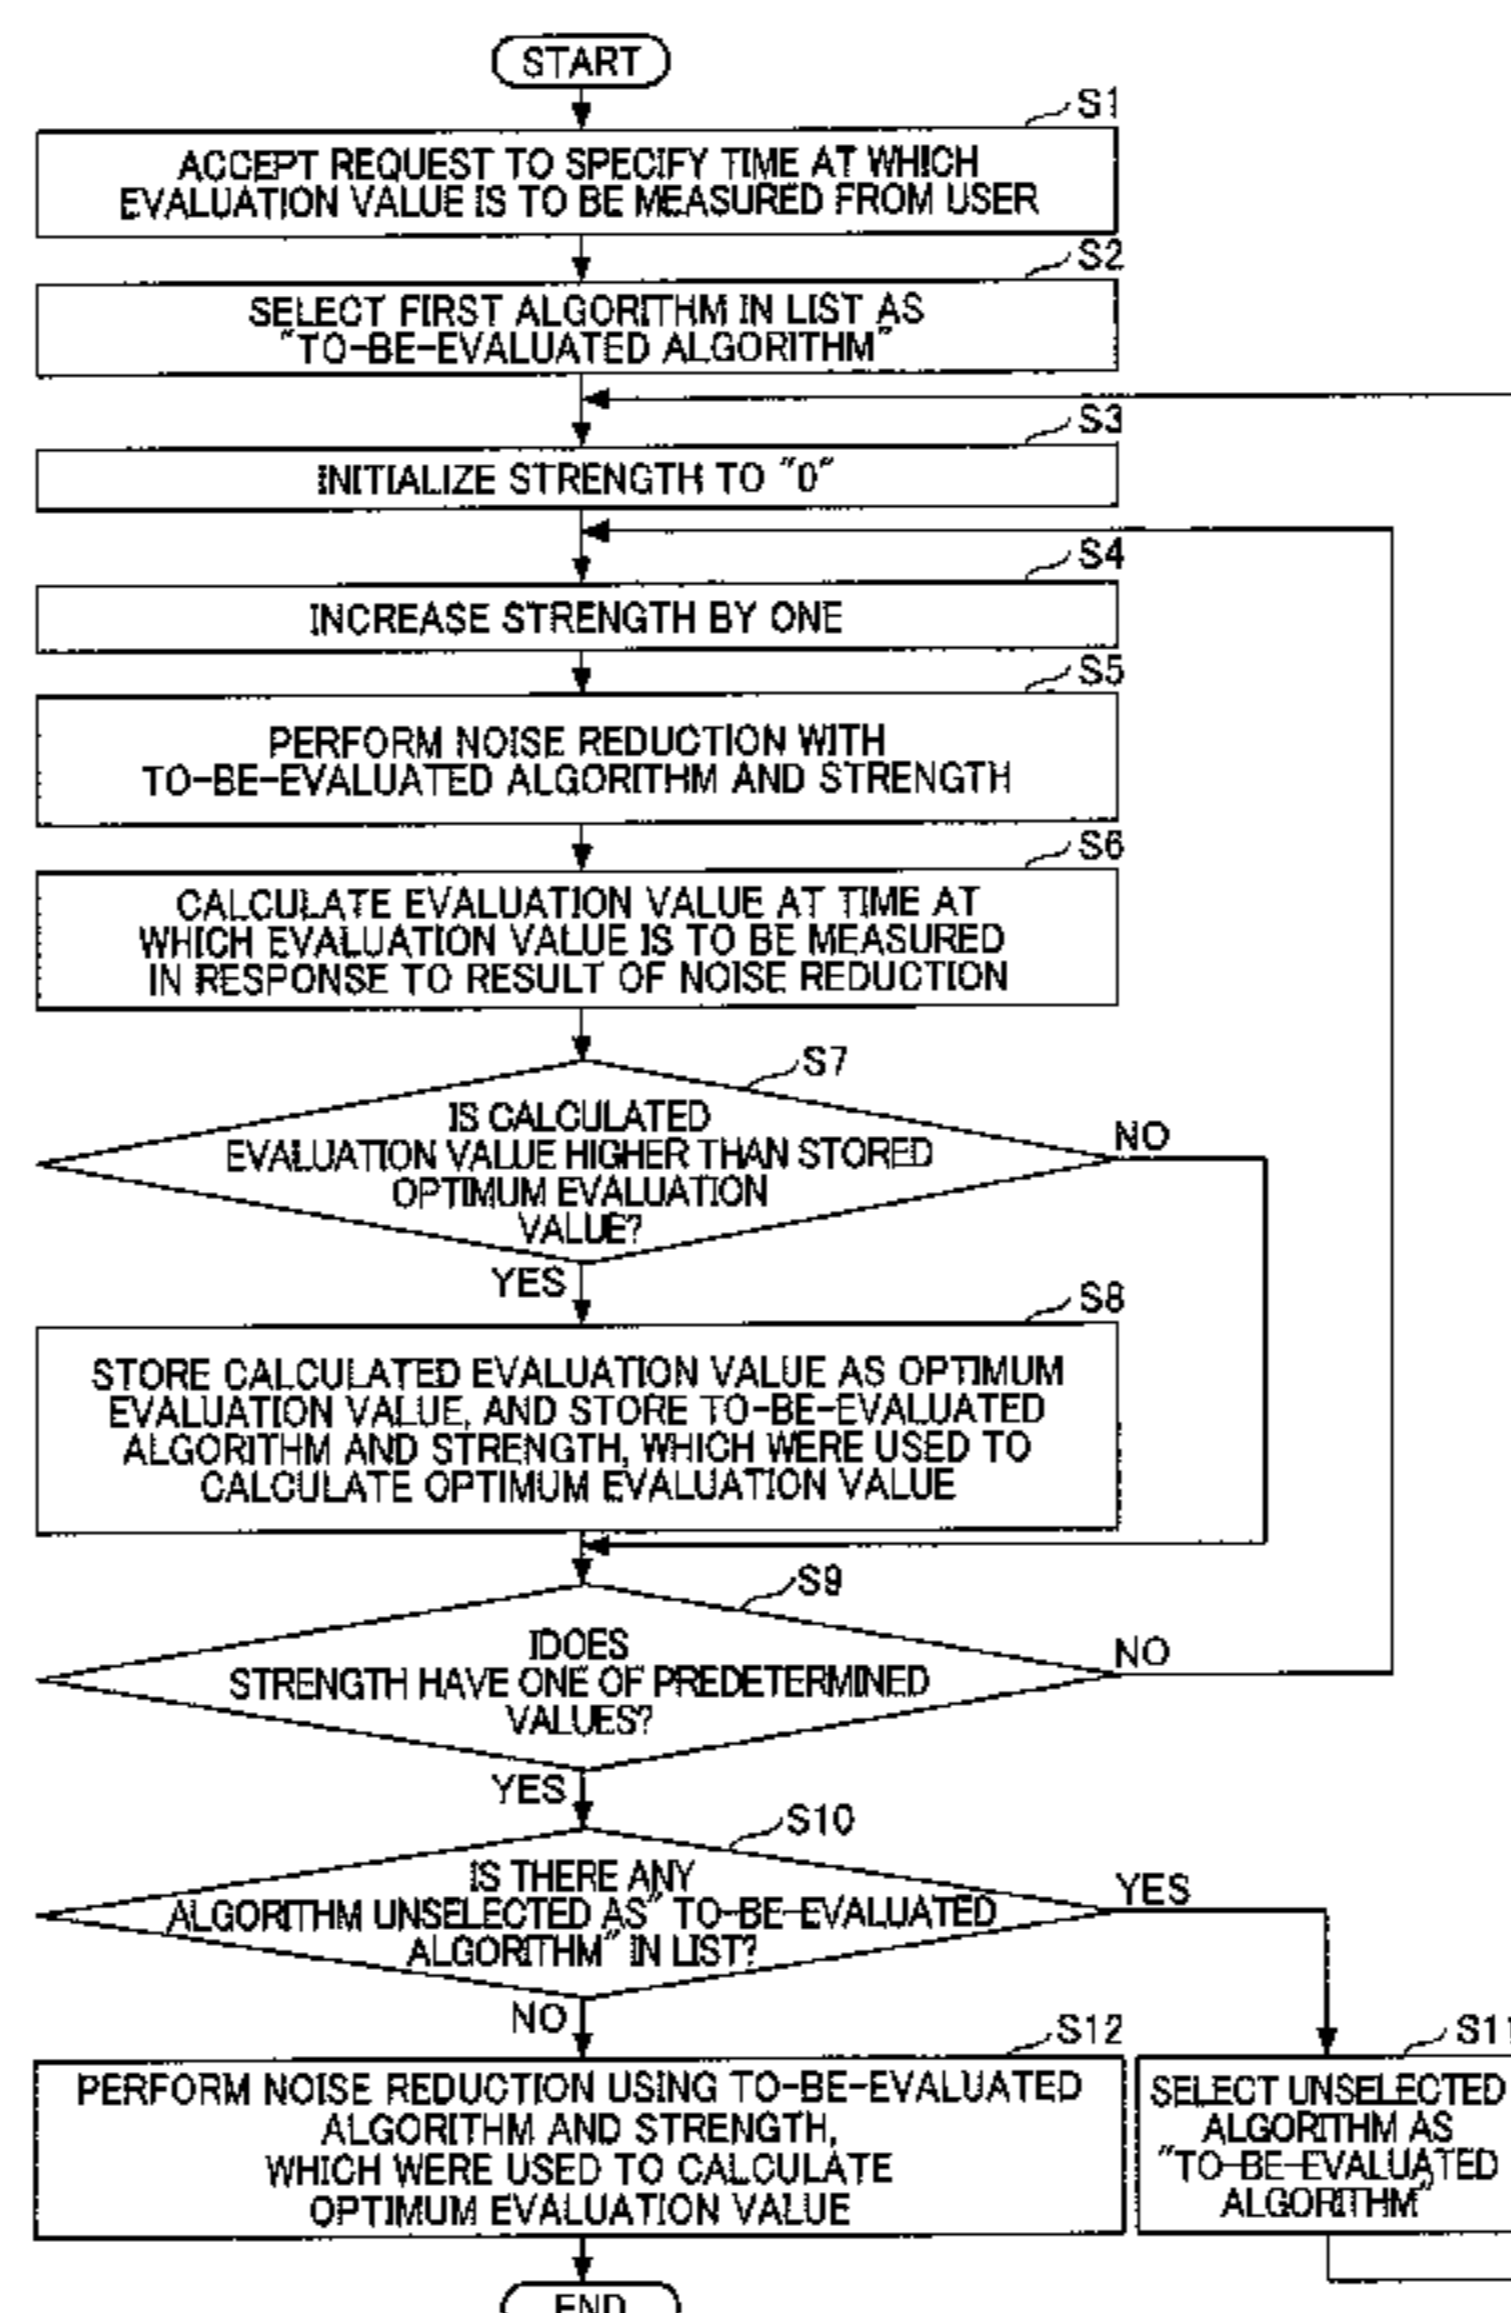 START
S1
ACCEPT REQUEST TO SPECIFY TIME AT WHICH
EVALUATION VALUE IS TO BE MEASURED FROM USER
S2
SELECT FIRST ALGORITHM IN LIST AS
"TO-BE-EVALUATED ALGORITHM"
S3
INITIALIZE STRENGTH TO "0"
S4
INCREASE STRENGTH BY ONE
S5
PERFORM NOISE REDUCTION WITH
TO-BE-EVALUATED ALGORITHM AND STRENGTH
S6
CALCULATE EVALUATION VALUE AT TIME AT
WHICH EVALUATION VALUE IS TO BE MEASURED
IN RESPONSE TO RESULT OF NOISE REDUCTION
S7
IS CALCULATED
EVALUATION VALUE HIGHER THAN STORED
OPTIMUM EVALUATION
VALUE?
NO
YES
S8
STORE CALCULATED EVALUATION VALUE AS OPTIMUM
EVALUATION VALUE, AND STORE TO-BE-EVALUATED
ALGORITHM AND STRENGTH, WHICH WERE USED TO
CALCULATE OPTIMUM EVALUATION VALUE
S9
IDOES
STRENGTH HAVE ONE OF PREDETERMINED
VALUES?
NO
YES
S10
IS THERE ANY
ALGORITHM UNSELECTED AS" TO-BE-EVALUATED
ALGORITHM" IN LIST?
YES
NO
S12
PERFORM NOISE REDUCTION USING TO-BE-EVALUATED
ALGORITHM AND STRENGTH,
WHICH WERE USED TO CALCULATE
OPTIMUM EVALUATION VALUE
S11
SELECT UNSELECTED
ALGORITHM AS
"TO-BE-EVALUATED
ALGORITHM"
END